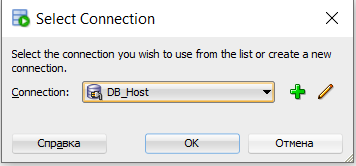 Select Connection
Select the connection you wish to use from the list or create a new
connection.
Connection: DB_Host
Справка OK Отмена